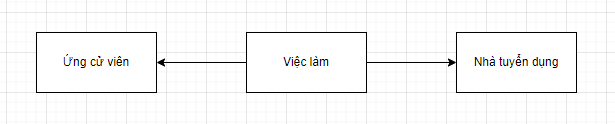 Ứng cử viên
Việc làm
Nhà tuyển dụng